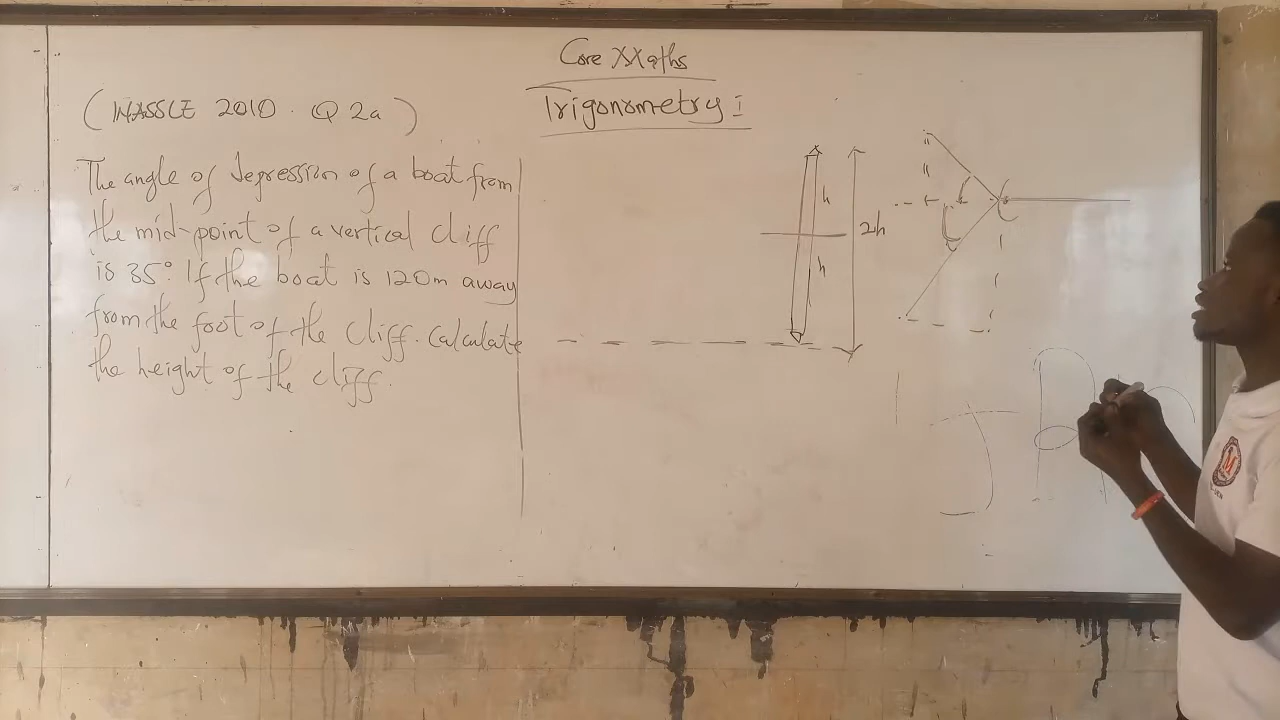 Core Maths
Trigonometry I
(WASSCE 2010. Q 2a)
The angle of depression of a boat from
the mid-point of a vertical cliff
is 35°. If the boat is 120m away
from the foot of the cliff. calculate
the height of the cliff.
h
2h
h